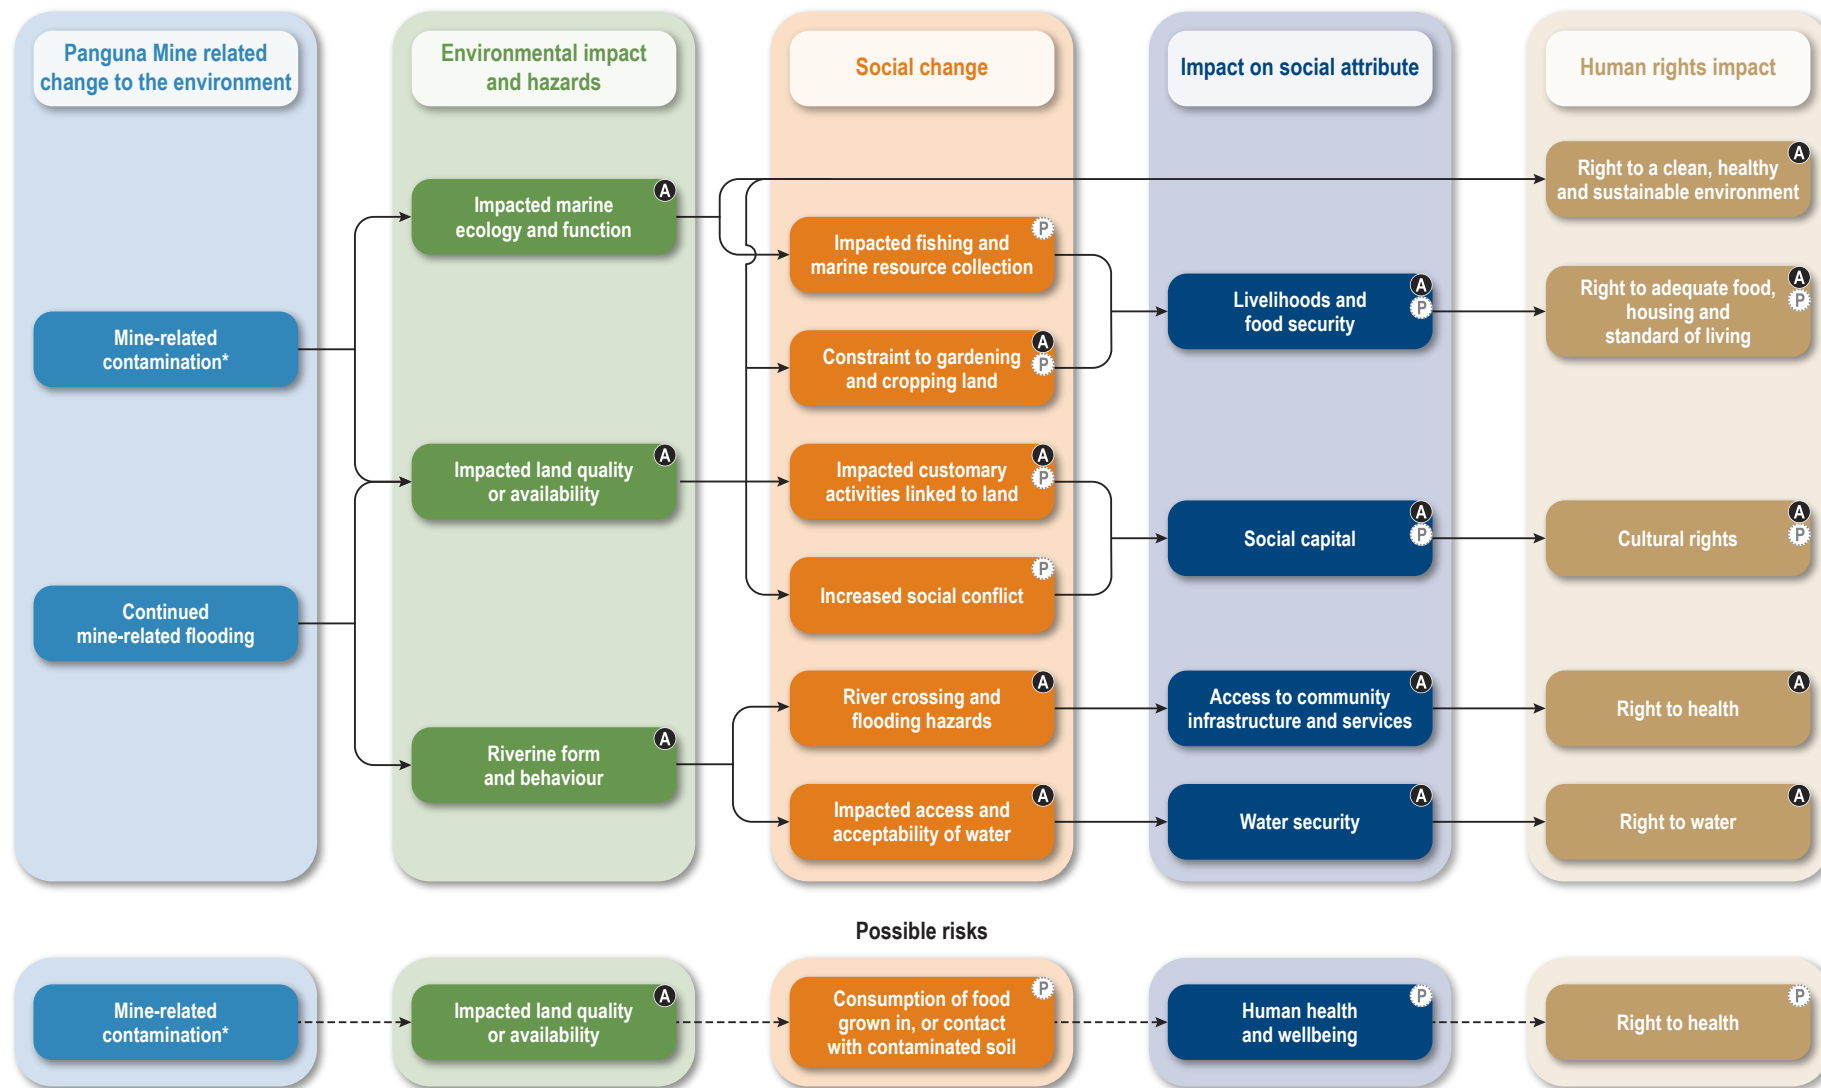 Panguna Mine related
change to the environment
Environmental impact
and hazards
Social change
Impact on social attribute
Human rights impact
Mine-related
contamination*
Continued
mine-related flooding
A
Impacted marine
ecology and function
A
Impacted land quality
or availability
A
Riverine form
and behaviour
P
Impacted fishing and
marine resource collection
A
P
Constraint to gardening
and cropping land
A
P
Impacted customary
activities linked to land
P
Increased social conflict
A
River crossing and
flooding hazards
A
Impacted access and
acceptability of water
A
P
Livelihoods and
food security
A
P
Social capital
A
Access to community
infrastructure and services
A
Water security
A
Right to a clean, healthy
and sustainable environment
A
P
Right to adequate food,
housing and
standard of living
A
P
Cultural rights
A
Right to health
A
Right to water
Possible risks
Mine-related
contamination*
A
Impacted land quality
or availability
P
Consumption of food
grown in, or contact
with contaminated soil
P
Human health
and wellbeing
P
Right to health